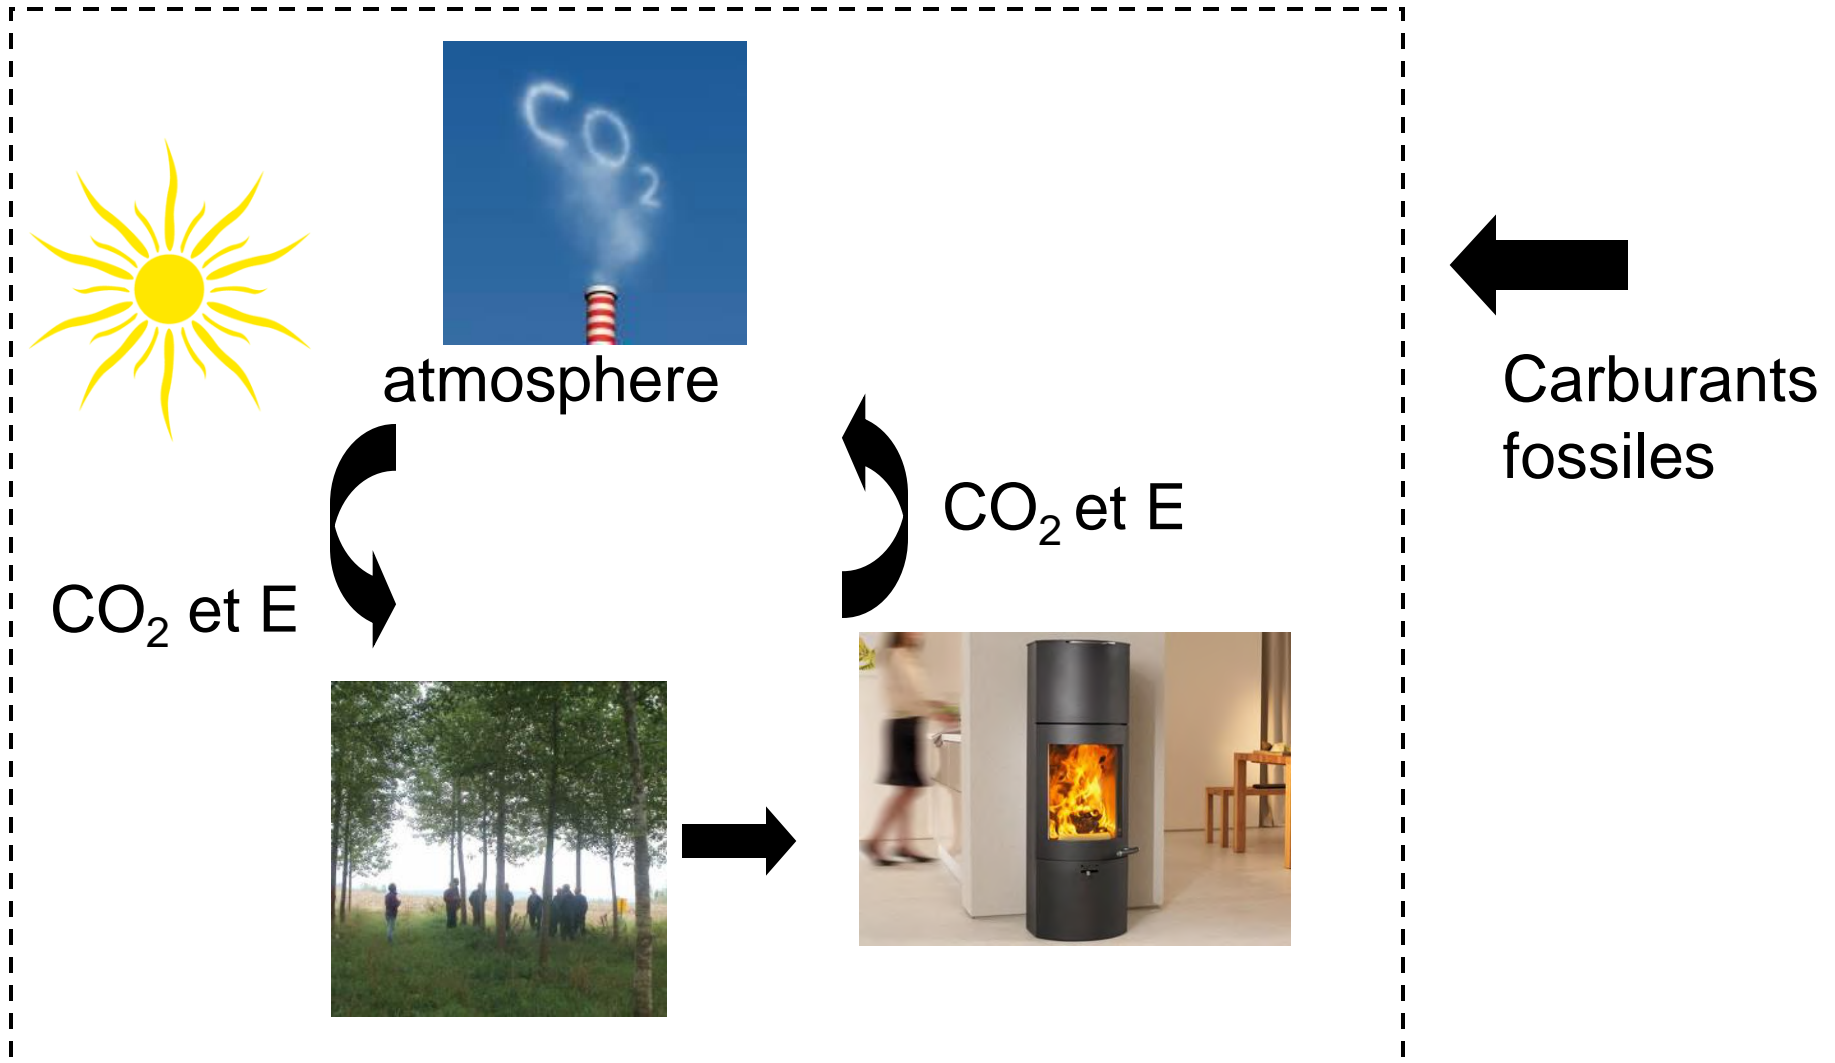 CO₂
atmosphere
Carburants
fossiles
CO₂ et E
CO₂ et E